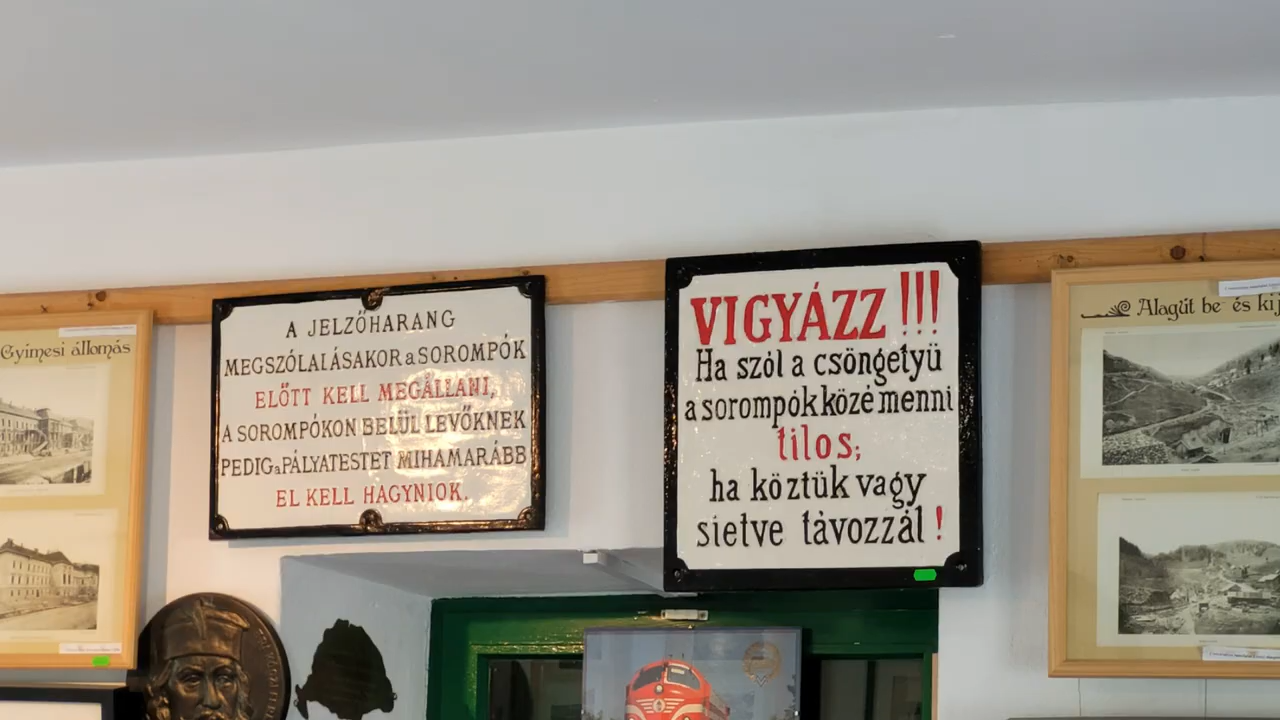 Gyimesi állomás
A JELZŐHARANG
MEGSZÓLALÁSAKOR a SOROMPÓK
ELŐTT KELL MEGÁLLANI,
A SOROMPÓKON BELÜL LEVŐKNEK
PEDIG a PÁLYATESTET MIHAMARÁBB
EL KELL HAGYNIOK.
VIGYÁZZ !!!
Ha szól a csöngetyü
a sorompók közé menni
tilos;
ha köztük vagy
sietve távozzál !
Alagút be és ki